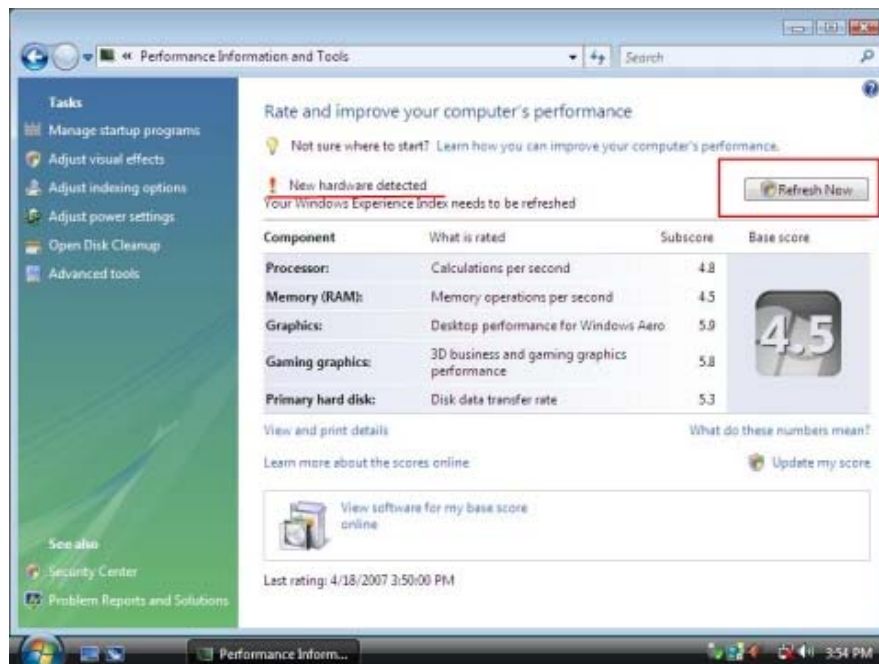 Performance Information and Tools
Search
Tasks
Manage startup programs
Adjust visual effects
Adjust indexing options
Adjust power settings
Open Disk Cleanup
Advanced tools
See also
Security Center
Problem Reports and Solutions
Rate and improve your computer's performance
Not sure where to start? Learn how you can improve your computer's performance.
New hardware detected
Your Windows Experience Index needs to be refreshed
Refresh Now
Component What is rated Subscore Base score
Processor: Calculations per second 4.8
Memory (RAM): Memory operations per second 4.5
Graphics: Desktop performance for Windows Aero 5.9
Gaming graphics: 3D business and gaming graphics performance 5.8
Primary hard disk: Disk data transfer rate 5.3
4.5
View and print details
What do these numbers mean?
Learn more about the scores online
Update my score
View software for my base score
online
Last rating: 4/18/2007 3:50:00 PM
Performance Inform...
3:54 PM